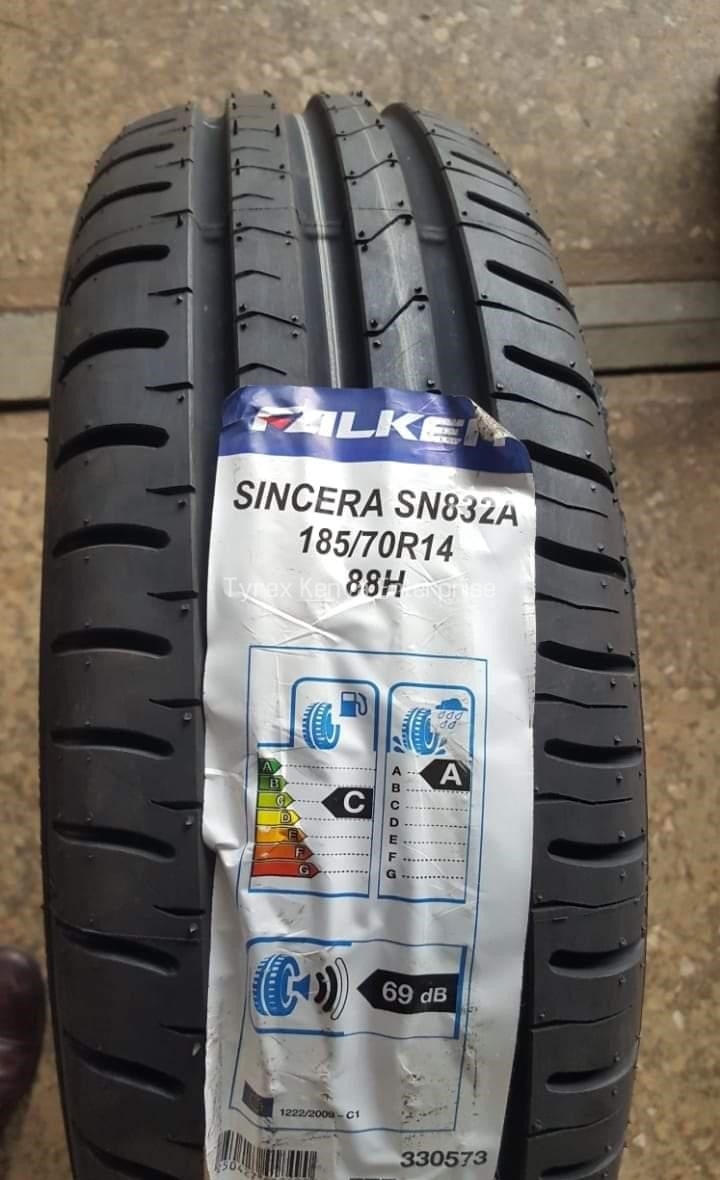 FALKEN
SINCERA SN832A
185/70R14
88H
A
B
C
D
E
F
G
C
A
B
C
D
E
F
G
A
69 dB
1222/2009 - C1
330573